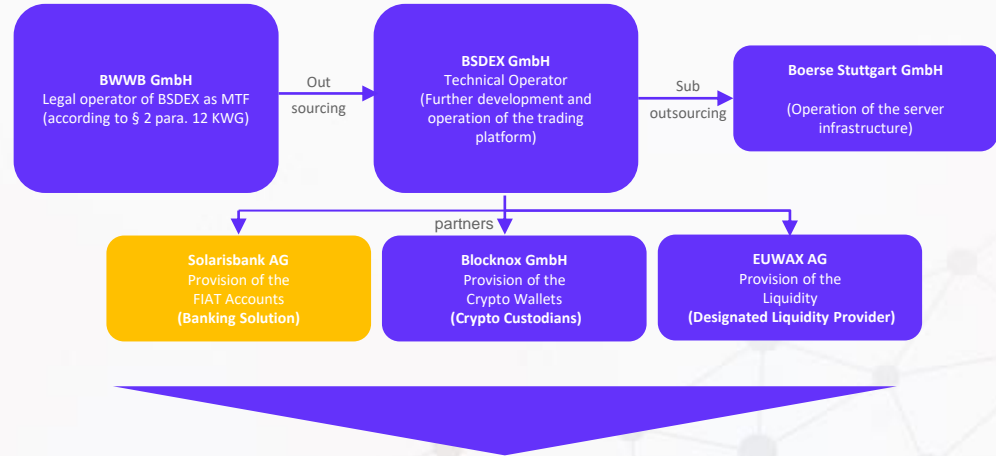 BWWB GmbH
Legal operator of BSDEX as MTF
(according to § 2 para. 12 KWG)
Out
sourcing
BSDEX GmbH
Technical Operator
(Further development and
operation of the trading
platform)
Sub
outsourcing
Boerse Stuttgart GmbH
(Operation of the server
infrastructure)
partners
Solarisbank AG
Provision of the
FIAT Accounts
(Banking Solution)
Blocknox GmbH
Provision of the
Crypto Wallets
(Crypto Custodians)
EUWAX AG
Provision of the
Liquidity
(Designated Liquidity Provider)